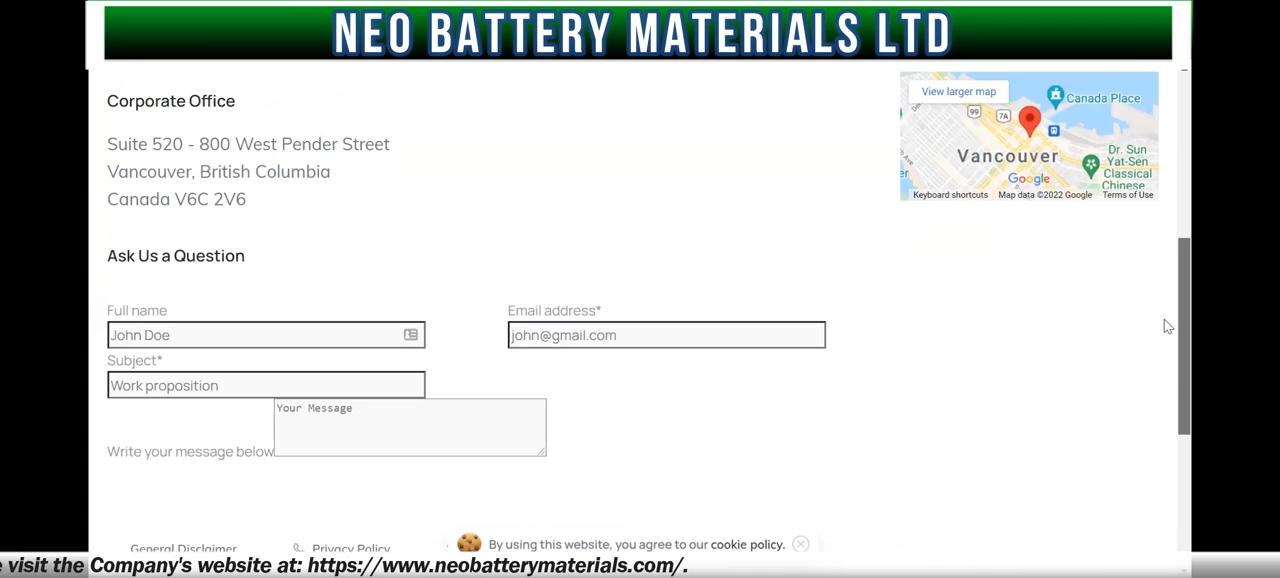 NEO BATTERY MATERIALS LTD
Corporate Office
Suite 520 - 800 West Pender Street
Vancouver, British Columbia
Canada V6C 2V6
View larger map
99
7A
Canada Place
Vancouver
Dr. Sun
Yat-Sen
Classical
Chinese
Google
Keyboard shortcuts
Map data ©2022 Google
Terms of Use
Ask Us a Question
Full name
Email address*
John Doe
john@gmail.com
Subject*
Work proposition
Your Message
Write your message below
General Disclaimer
Privacy Policy
By using this website, you agree to our cookie policy.
visit the Company's website at: https://www.neobatterymaterials.com/.